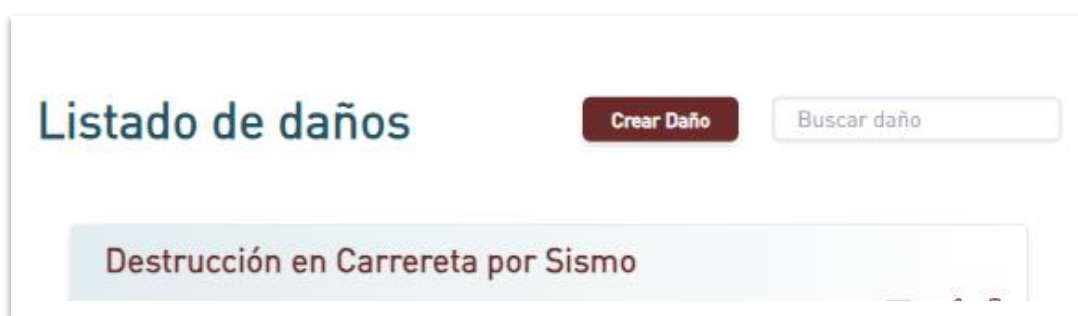 Listado de daños
Crear Daño
Buscar daño
Destrucción en Carrereta por Sismo